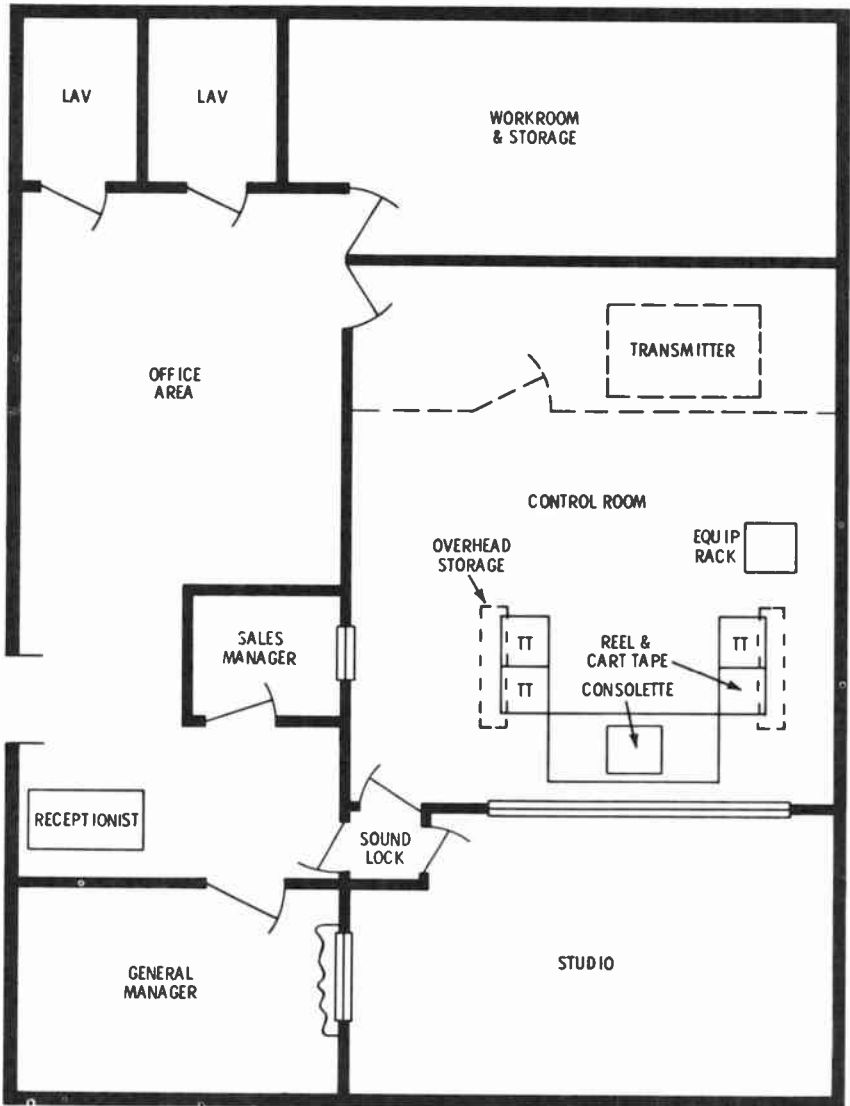 LAV
LAV
WORKROOM
& STORAGE
TRANSMITTER
OFFICE
AREA
CONTROL ROOM
EQUIP
RACK
OVERHEAD
STORAGE
SALES
MANAGER
TT
TT
REEL &
CART TAPE
CONSOLETTE
TT
RECEPTIONIST
SOUND
LOCK
GENERAL
MANAGER
STUDIO